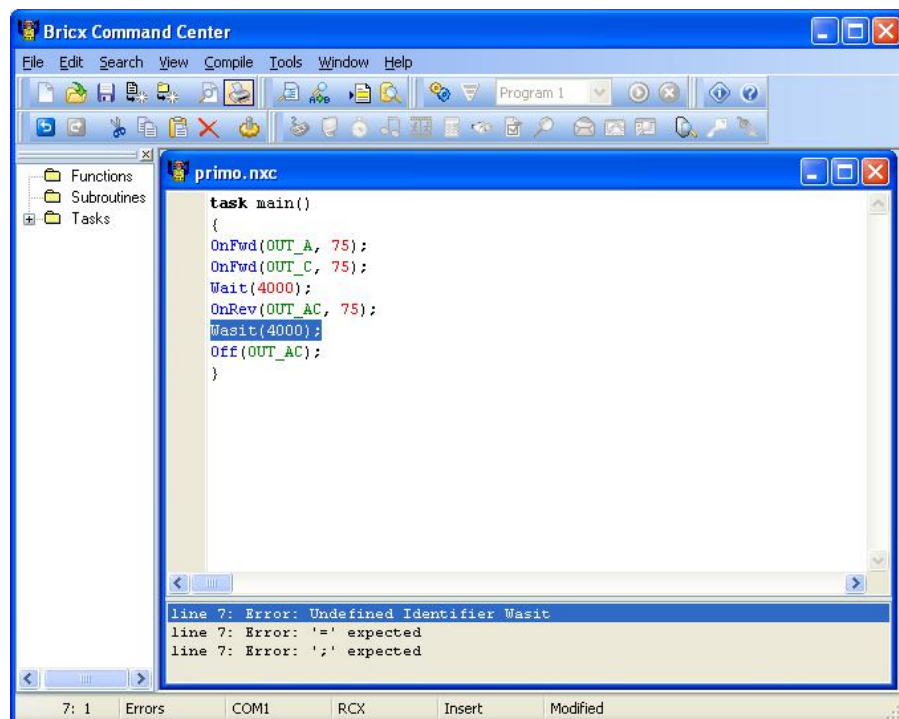 Bricx Command Center
File Edit Search View Compile Tools Window Help
Program 1
Functions
Subroutines
Tasks
primo.nxc
task main()
{
OnFwd(OUT_A, 75);
OnFwd(OUT_C, 75);
Wait(4000);
OnRev(OUT_AC, 75);
Wasit(4000);
Off(OUT_AC);
}
line 7: Error: Undefined Identifier Wasit
line 7: Error: '=' expected
line 7: Error: ';' expected
7: 1 Errors COM1 RCX Insert Modified